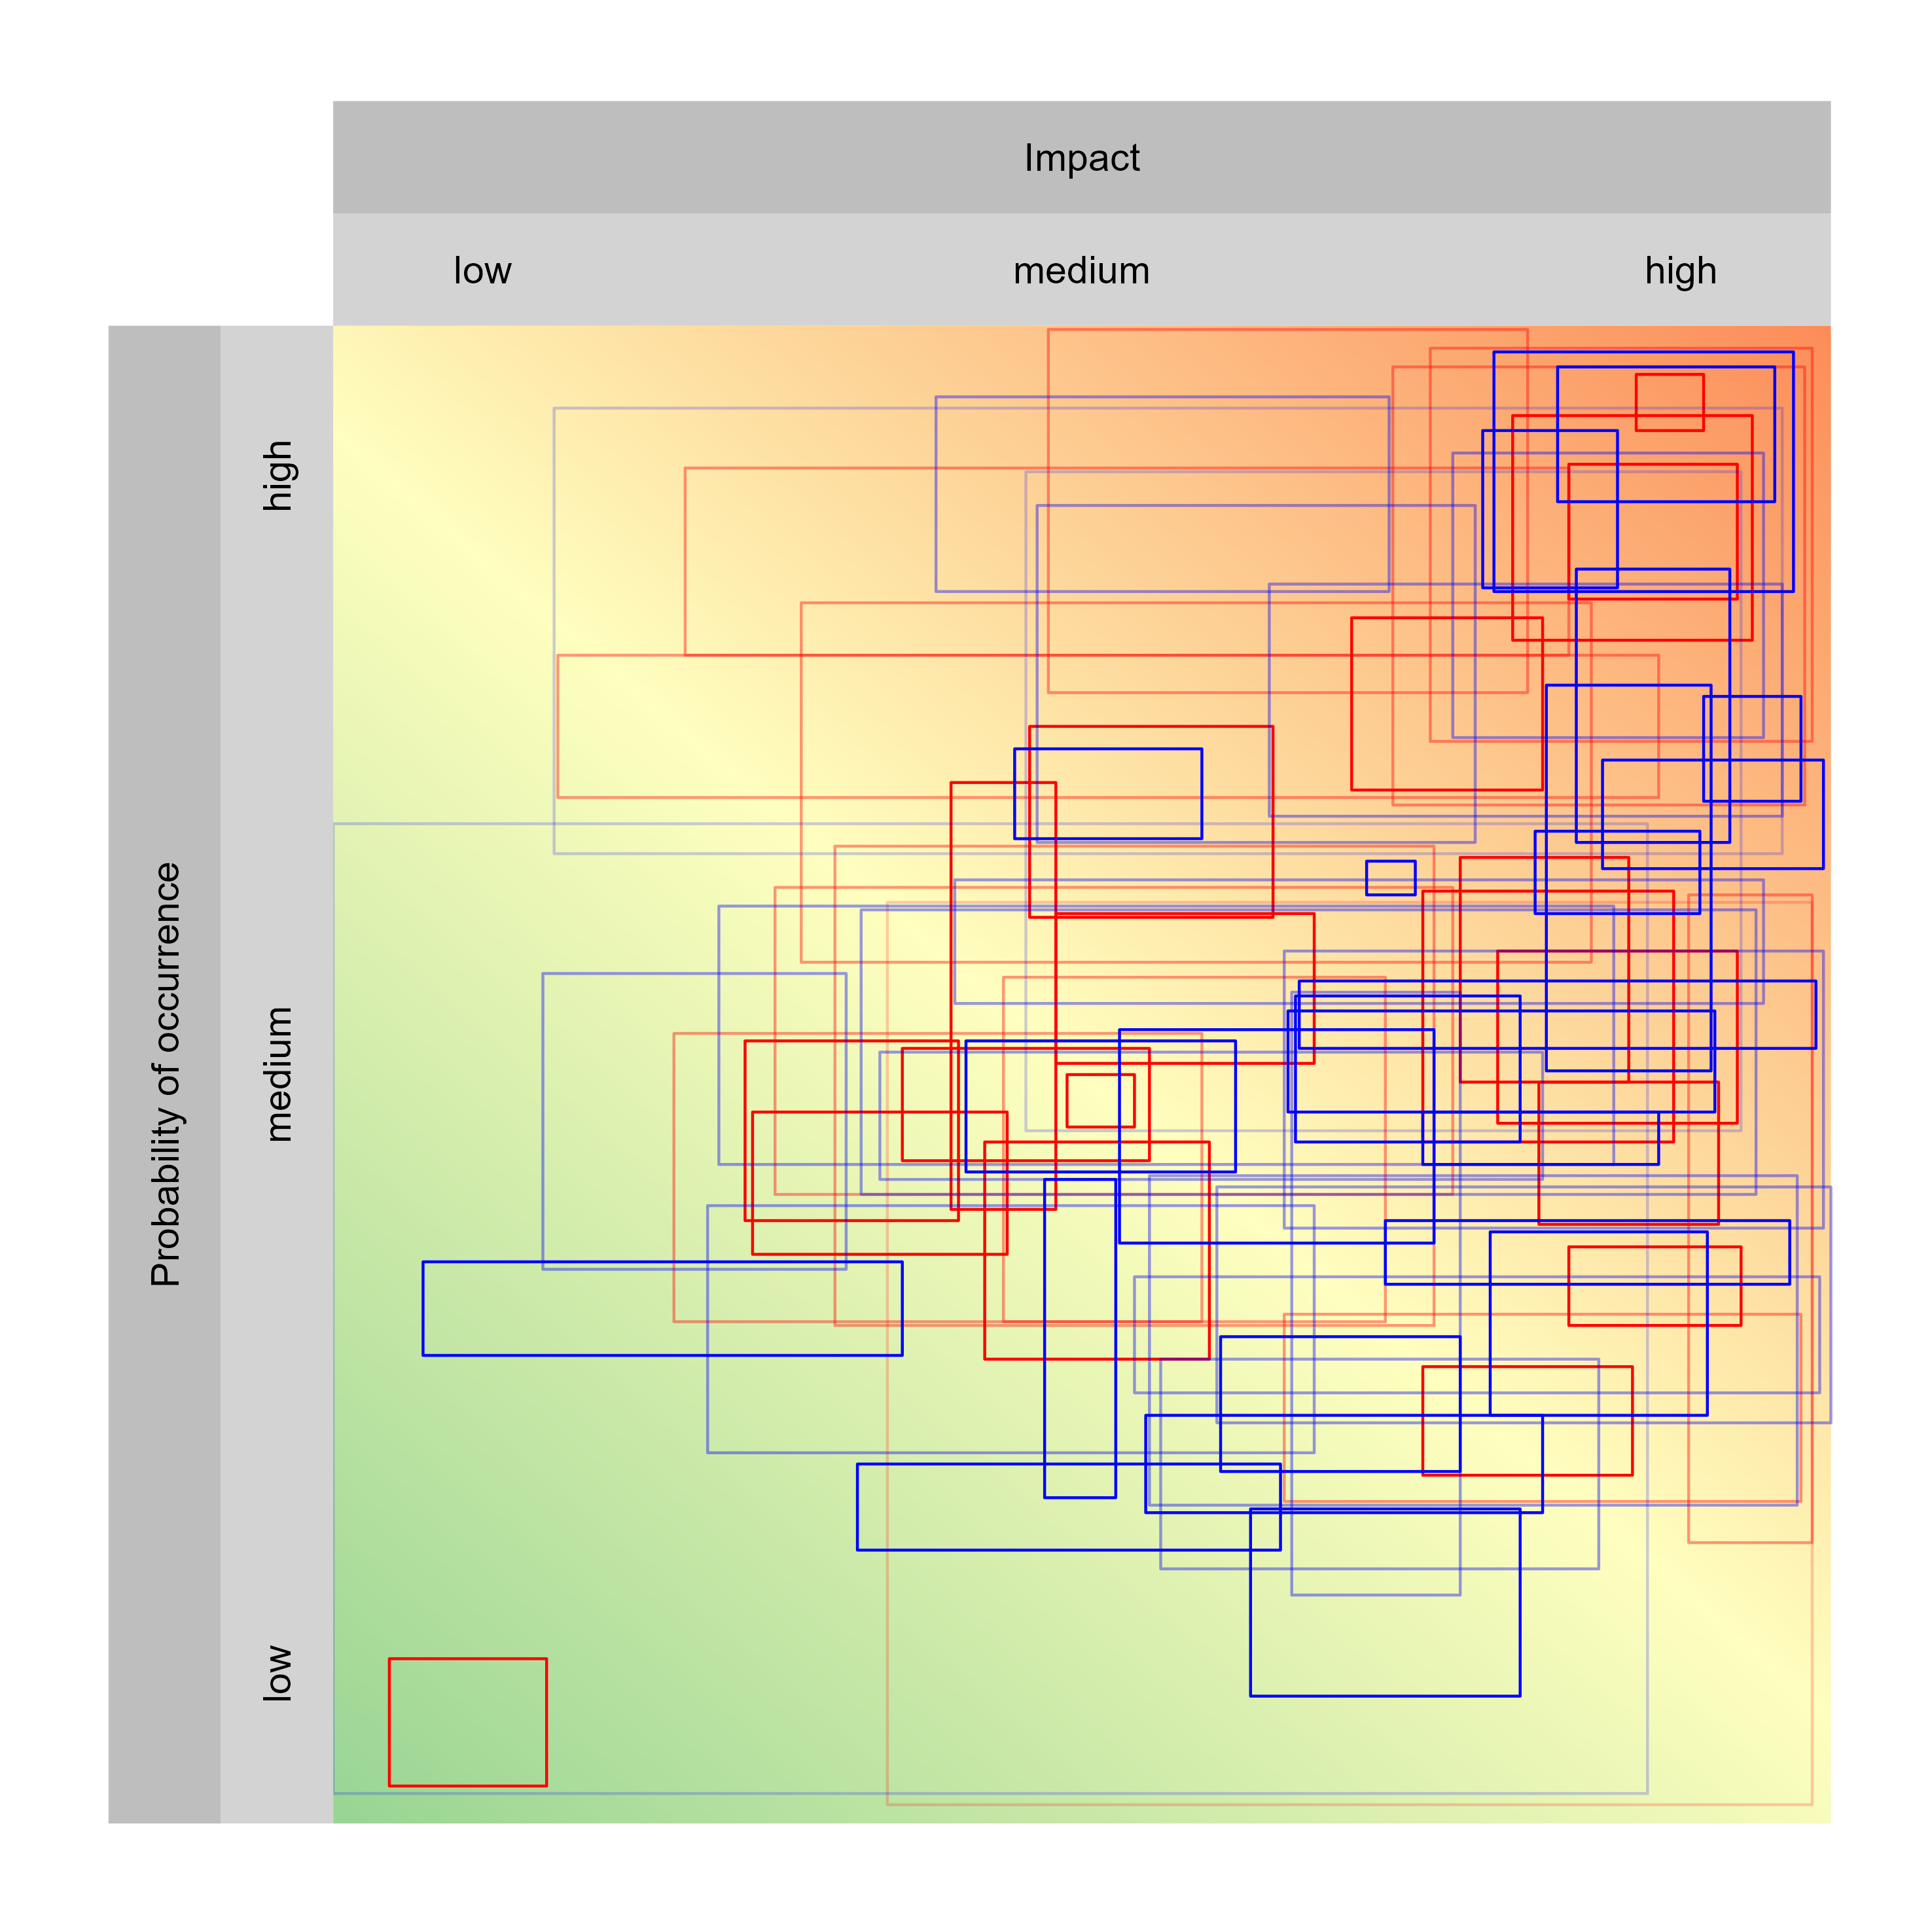 Impact
low medium high
Probability of occurrence
high
medium
low